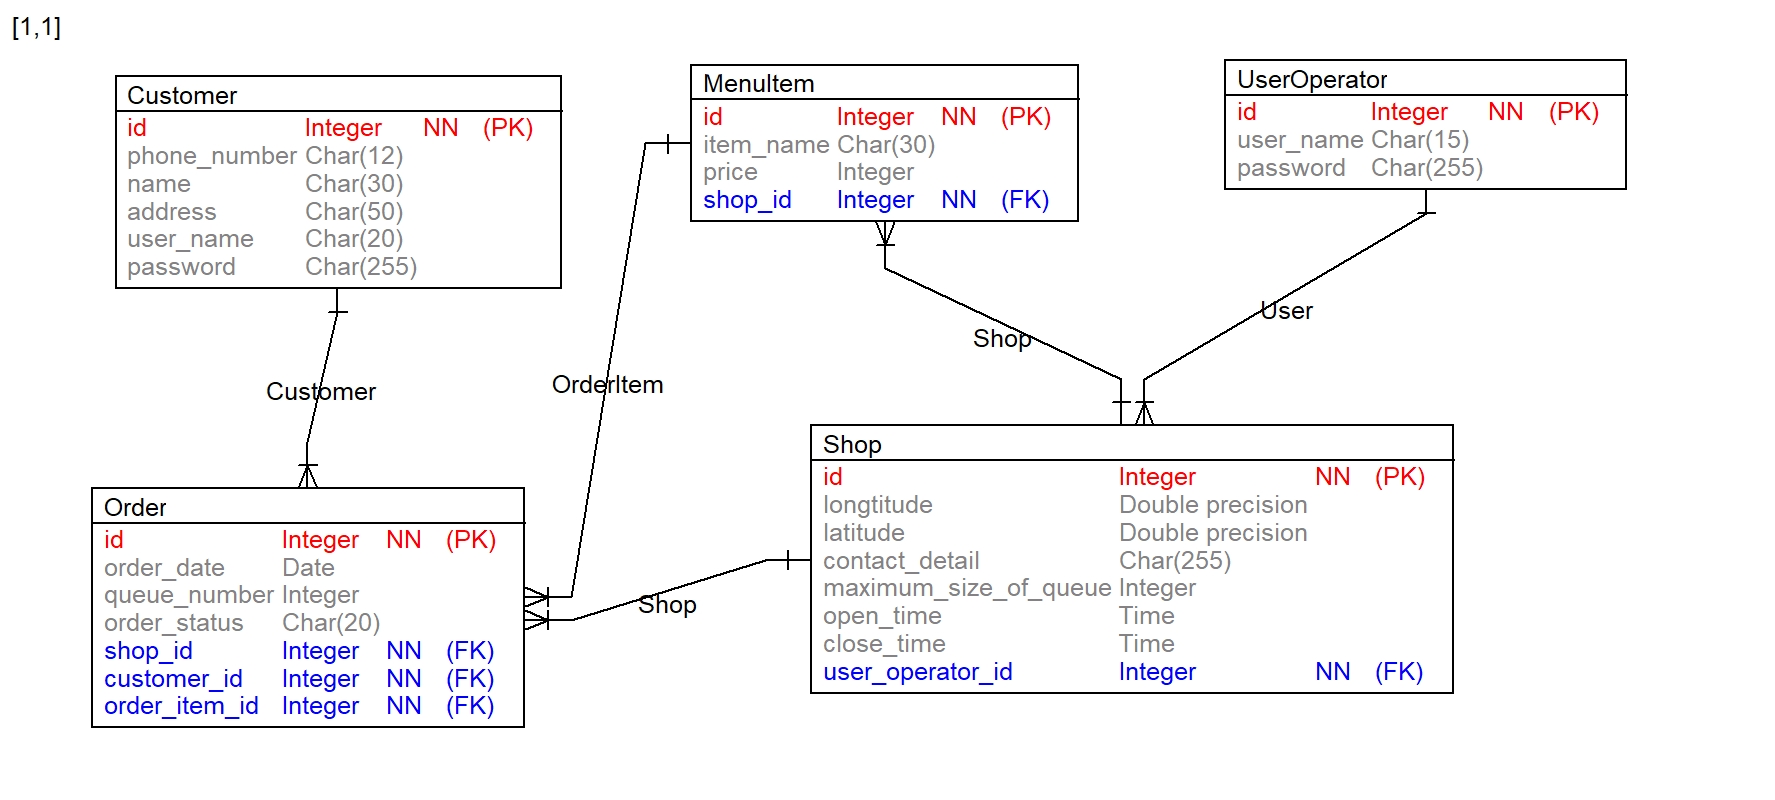 [1,1]
Customer
id Integer NN (PK)
phone_number Char(12)
name Char(30)
address Char(50)
user_name Char(20)
password Char(255)
MenuItem
id Integer NN (PK)
item_name Char(30)
price Integer
shop_id Integer NN (FK)
UserOperator
id Integer NN (PK)
user_name Char(15)
password Char(255)
User
Shop
OrderItem
Customer
Shop
id Integer NN (PK)
longtitude Double precision
latitude Double precision
contact_detail Char(255)
maximum_size_of_queue Integer
open_time Time
close_time Time
user_operator_id Integer NN (FK)
Order
id Integer NN (PK)
order_date Date
queue_number Integer
order_status Char(20)
shop_id Integer NN (FK)
customer_id Integer NN (FK)
order_item_id Integer NN (FK)
Shop